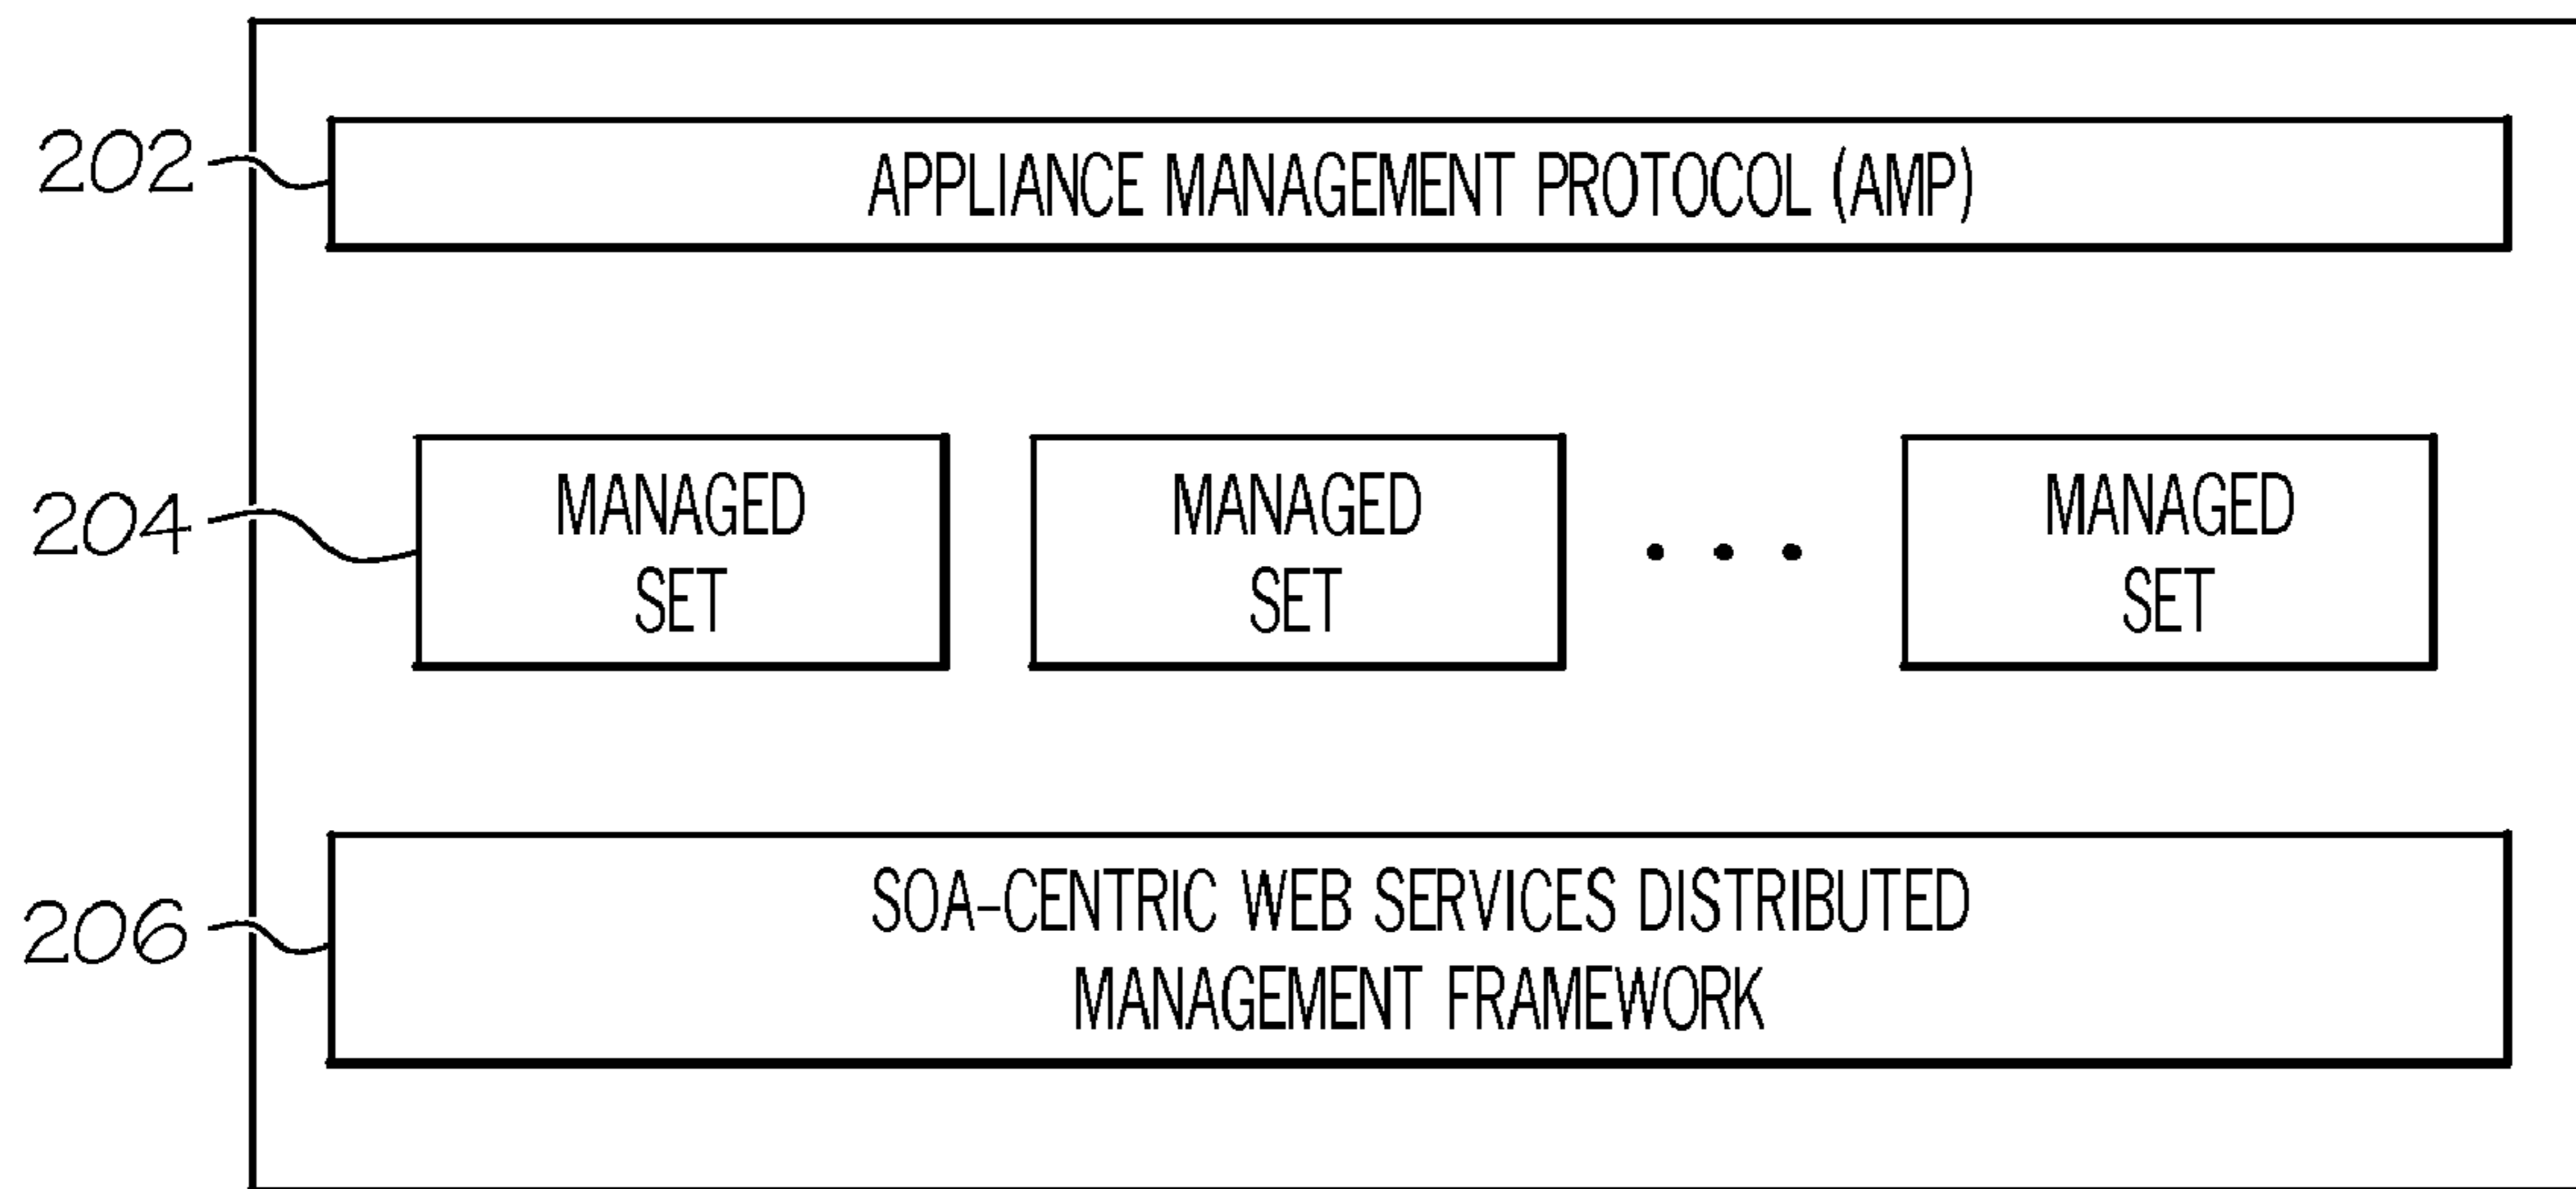 202
APPLIANCE MANAGEMENT PROTOCOL (AMP)
204
MANAGED
SET
MANAGED
SET
• • •
MANAGED
SET
206
SOA-CENTRIC WEB SERVICES DISTRIBUTED
MANAGEMENT FRAMEWORK